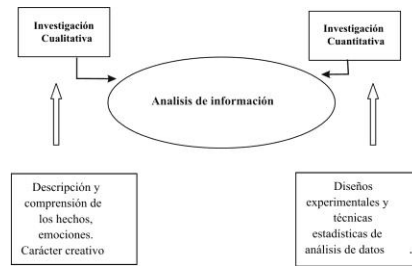 Investigación
Cualitativa
Investigación
Cuantitativa
Analisis de información
Descripción y
comprensión de
los hechos,
emociones.
Carácter creativo
Diseños
experimentales y
técnicas
estadísticas de
análisis de datos .